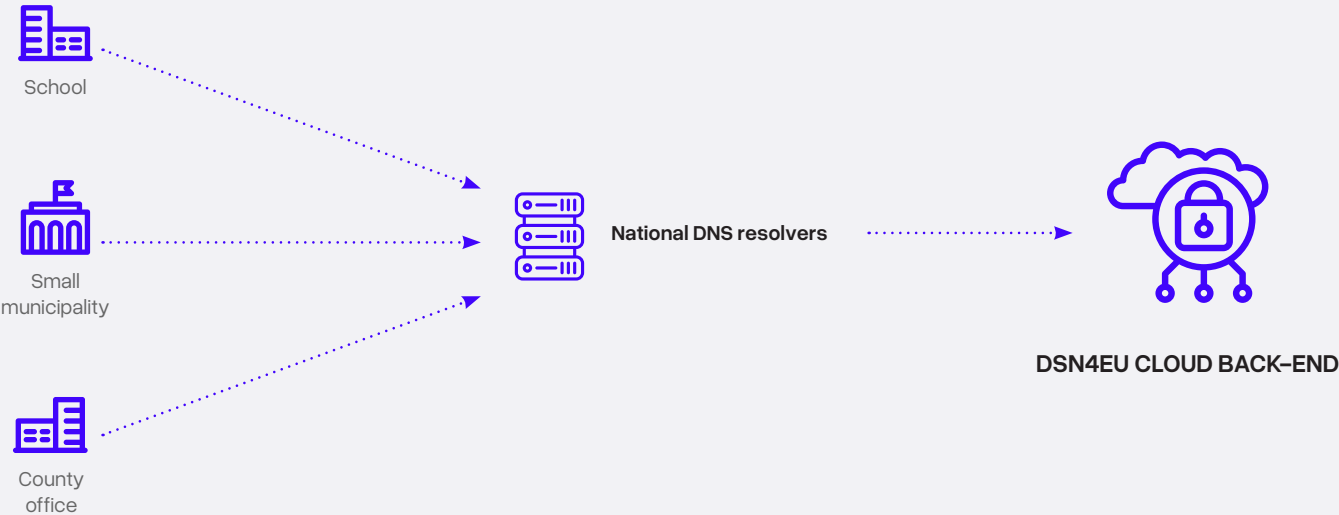 School
Small
municipality
County
office
National DNS resolvers
DSN4EU CLOUD BACK–END